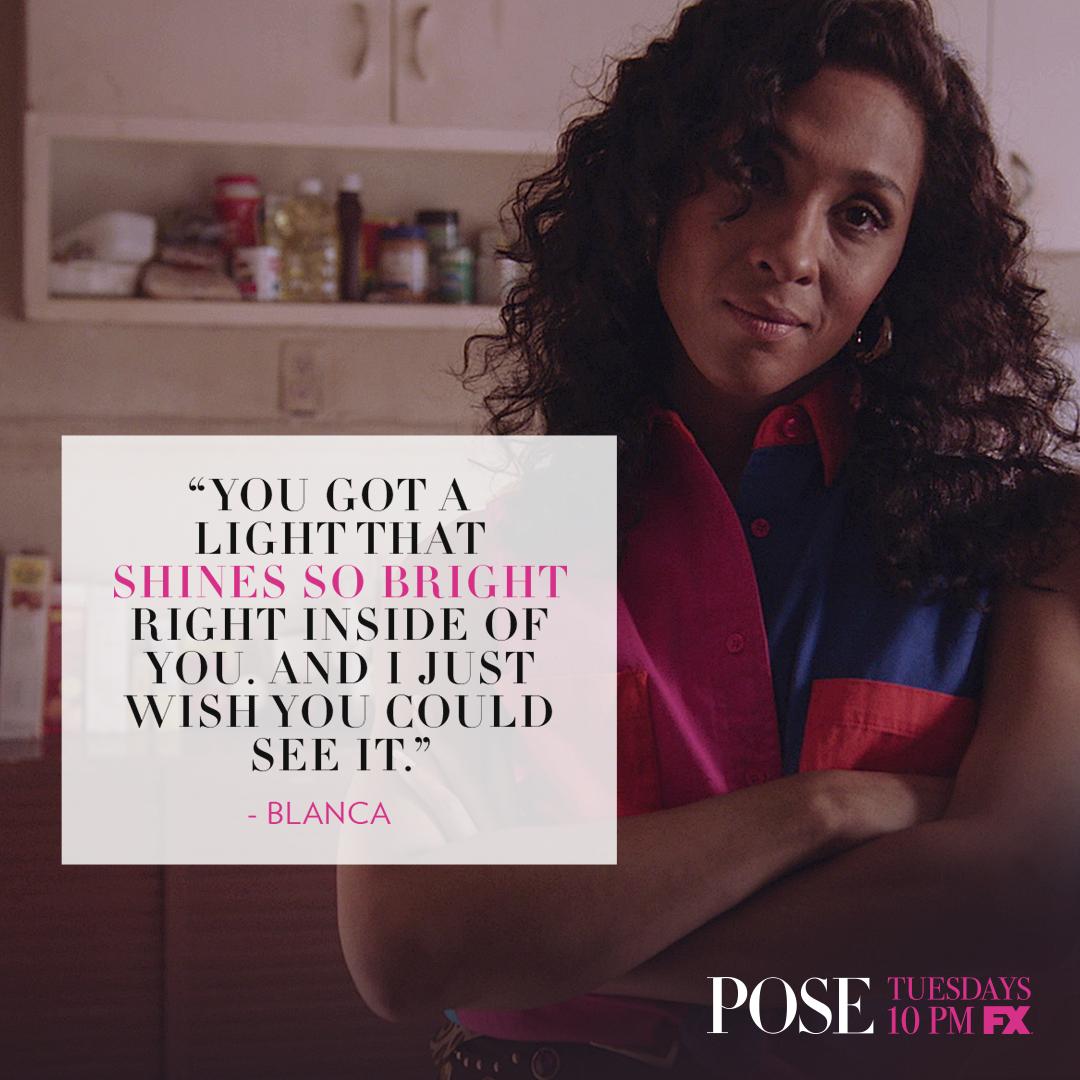 “YOU GOT A
LIGHT THAT
SHINES SO BRIGHT
RIGHT INSIDE OF
YOU. AND I JUST
WISH YOU COULD
SEE IT.”
- BLANCA
POSE
TUESDAYS
10 PM FX